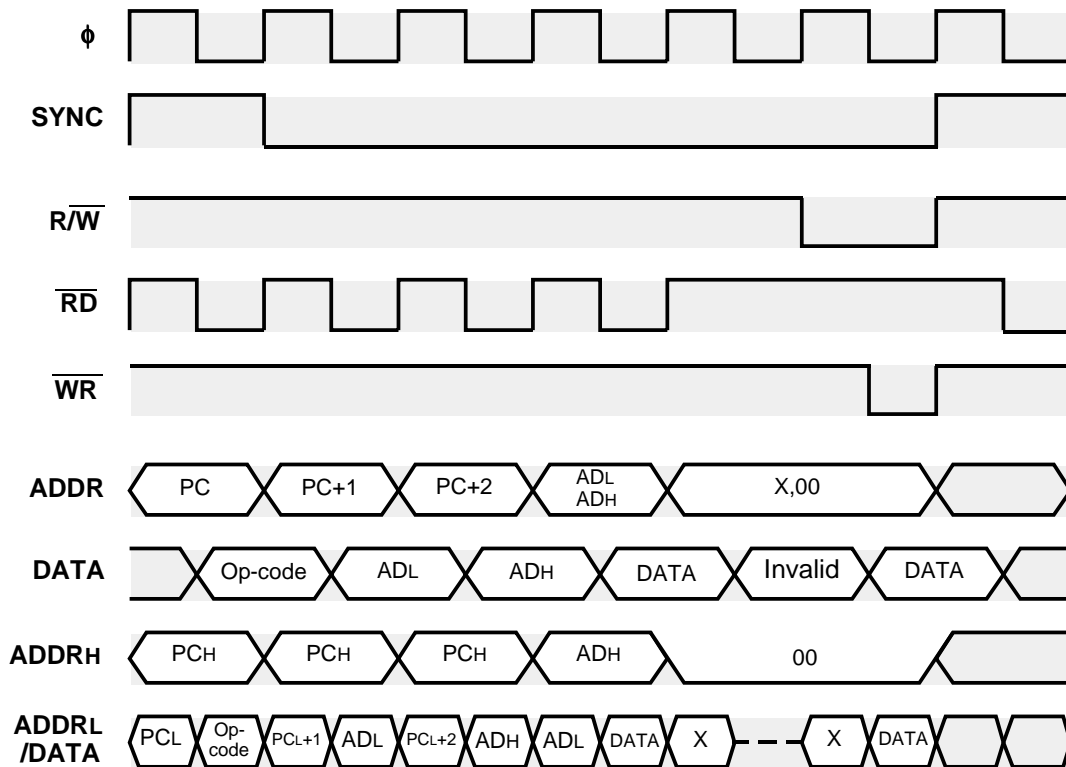 ϕ
SYNC
R/W
RD
WR
ADDR PC PC+1 PC+2 ADL ADH X,00
DATA Op-code ADL ADH DATA Invalid DATA
ADDRH PCH PCH PCH ADH 00
ADDRL /DATA PCL Op-code PCL+1 ADL PCL+2 ADH ADL DATA X X DATA